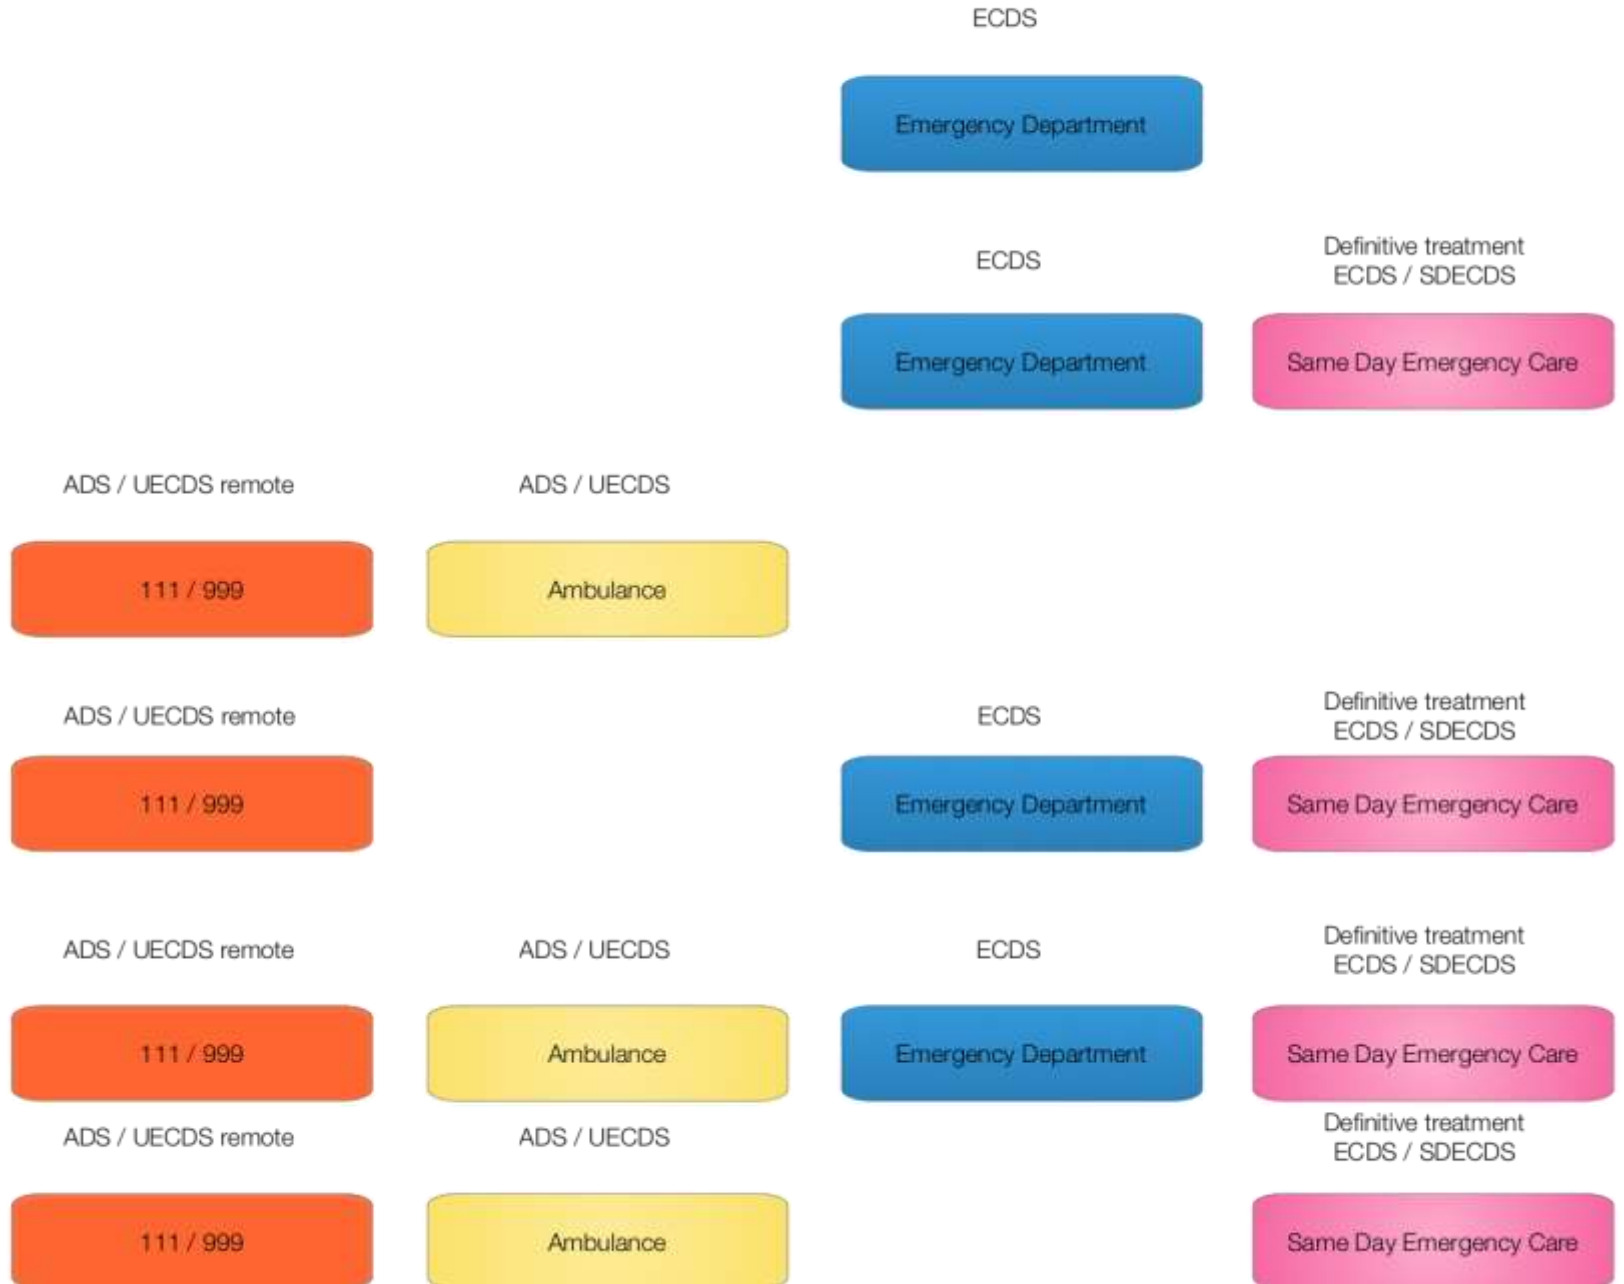 ECDS
Emergency Department
ECDS
Definitive treatment
ECDS / SDECDS
Emergency Department
Same Day Emergency Care
ADS / UECDS remote
ADS / UECDS
111 / 999
Ambulance
ADS / UECDS remote
ECDS
Definitive treatment
ECDS / SDECDS
111 / 999
Emergency Department
Same Day Emergency Care
ADS / UECDS remote
ADS / UECDS
ECDS
Definitive treatment
ECDS / SDECDS
111 / 999
Ambulance
Emergency Department
Same Day Emergency Care
ADS / UECDS remote
ADS / UECDS
Definitive treatment
ECDS / SDECDS
111 / 999
Ambulance
Same Day Emergency Care